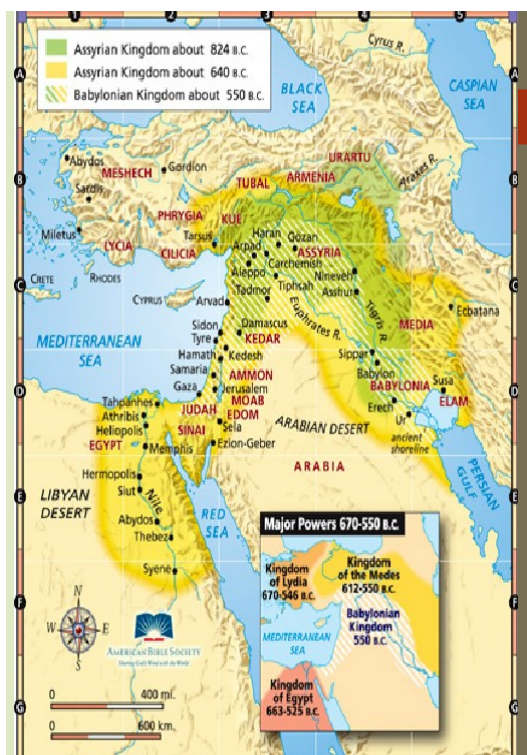 1
2
3
4
5
Assyrian Kingdom about 824 B.C.
Assyrian Kingdom about 640 B.C.
Babylonian Kingdom about 550 B.C.
A
A
Cyrus R.
BLACK
SEA
CASPIAN
SEA
B
B
Abydos
Gordion
MESHECH
Sardis
URARTU
ARMENIA
TUBAL
Arakes R.
PHRYGIA
KUE
Miletus
LYCIA
CILICIA
Tarsus
Haran
Gozan
Arpad
ASSYRIA
Carchemish
Aleppo
Nineveh
Tiphsah
C
C
CRETE
RHODES
CYPRUS
Arvad
Tadmor
Asshur
Ecbatana
Euphrates R.
Tigris R.
MEDIA
MEDITERRANEAN
SEA
Sidon
Tyre
Damascus
KEDAR
Hamath
Kedesh
Samaria
AMMON
Sippar
Babylon
D
D
Gaza
Jerusalem
BABYLONIA
Susa
Tahpanhes
JUDAH
MOAB
ELAM
Athribis
EDOM
Erech
Heliopolis
SINAI
Sela
ARABIAN DESERT
Ur
EGYPT
Memphis
Ezion-Geber
ancient
shoreline
ARABIA
PERSIAN
GULF
Hermopolis
E
E
LIBYAN
DESERT
Siut
Nile
RED
SEA
Abydos
Thebez
Syene
Major Powers 670-550 B.C.
Kingdom
of Lydia
670-546 B.C.
Kingdom
of the Medes
612-550 B.C.
Babylonian
Kingdom
550 B.C.
MEDITERRANEAN
SEA
Kingdom
of Egypt
663-525 B.C.
F
F
N
W
E
S
AMERICAN BIBLE SOCIETY
0
400 mi.
0
600 km.
G
G